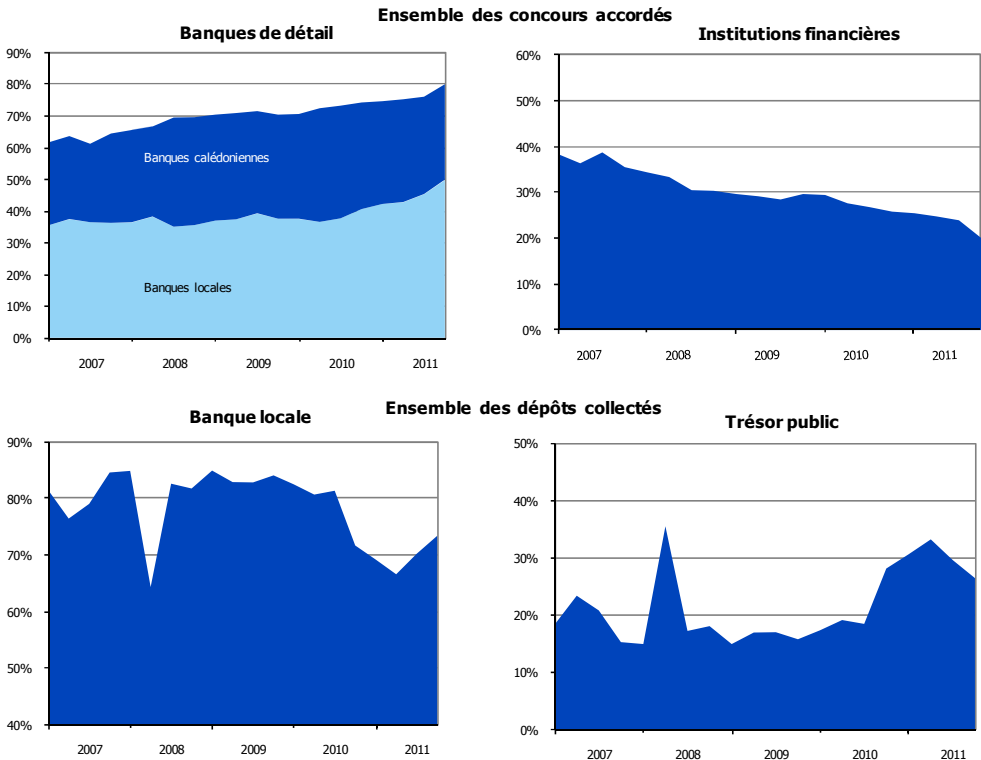 Ensemble des concours accordés
Banques de détail
90%
80%
70%
60%
50%
40%
30%
20%
10%
0%
Banques calédoniennes
Banques locales
2007 2008 2009 2010 2011
Institutions financières
60%
50%
40%
30%
20%
10%
0%
2007 2008 2009 2010 2011
Ensemble des dépôts collectés
Banque locale
90%
80%
70%
60%
50%
40%
2007 2008 2009 2010 2011
Trésor public
50%
40%
30%
20%
10%
0%
2007 2008 2009 2010 2011